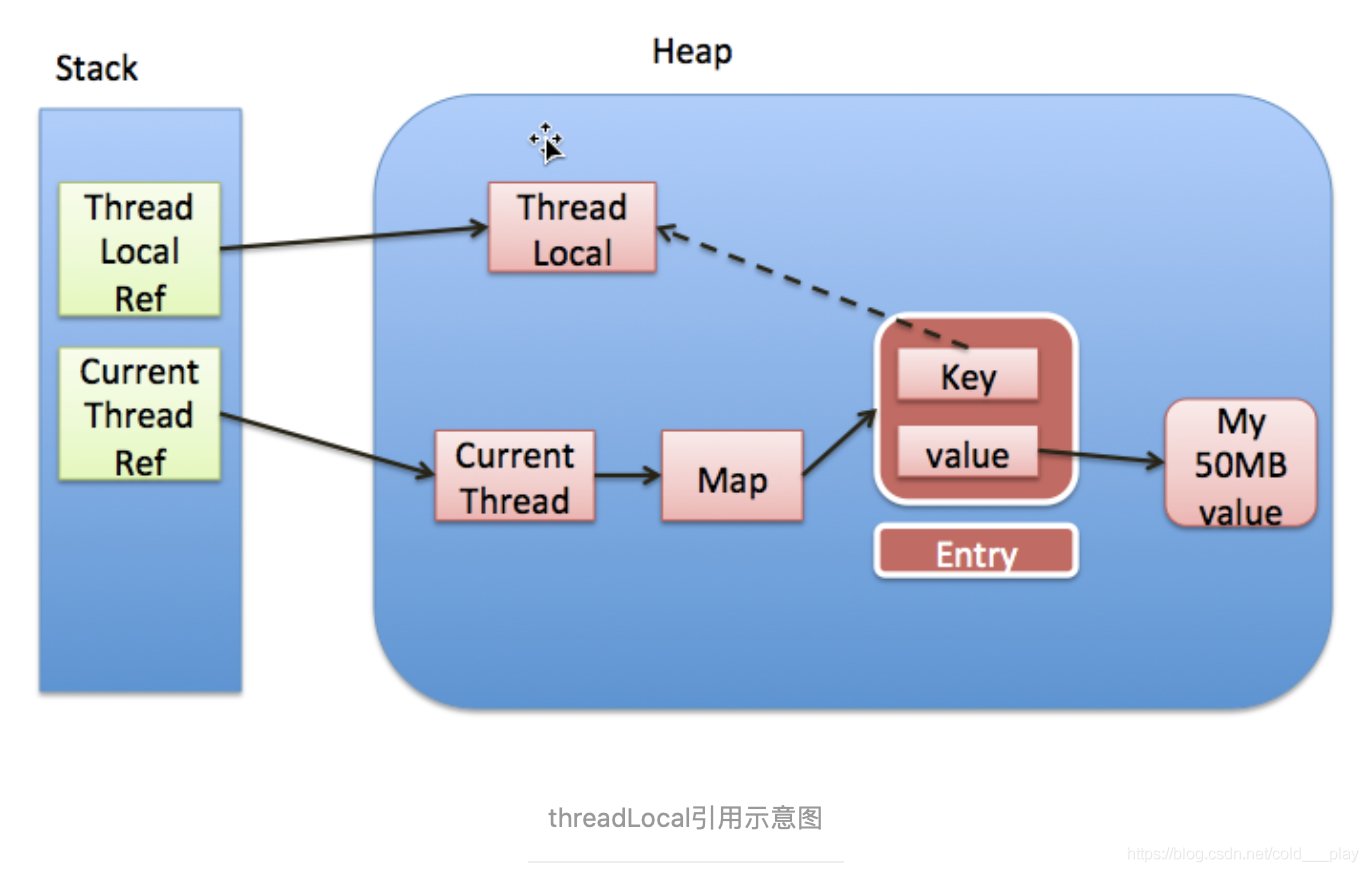 Stack
Heap
Thread
Local
Ref
Thread
Local
Current
Thread
Ref
Current
Thread
Map
Key
value
Entry
My
50MB
value
threadLocal引用示意图
https://blog.csdn.net/cold___play